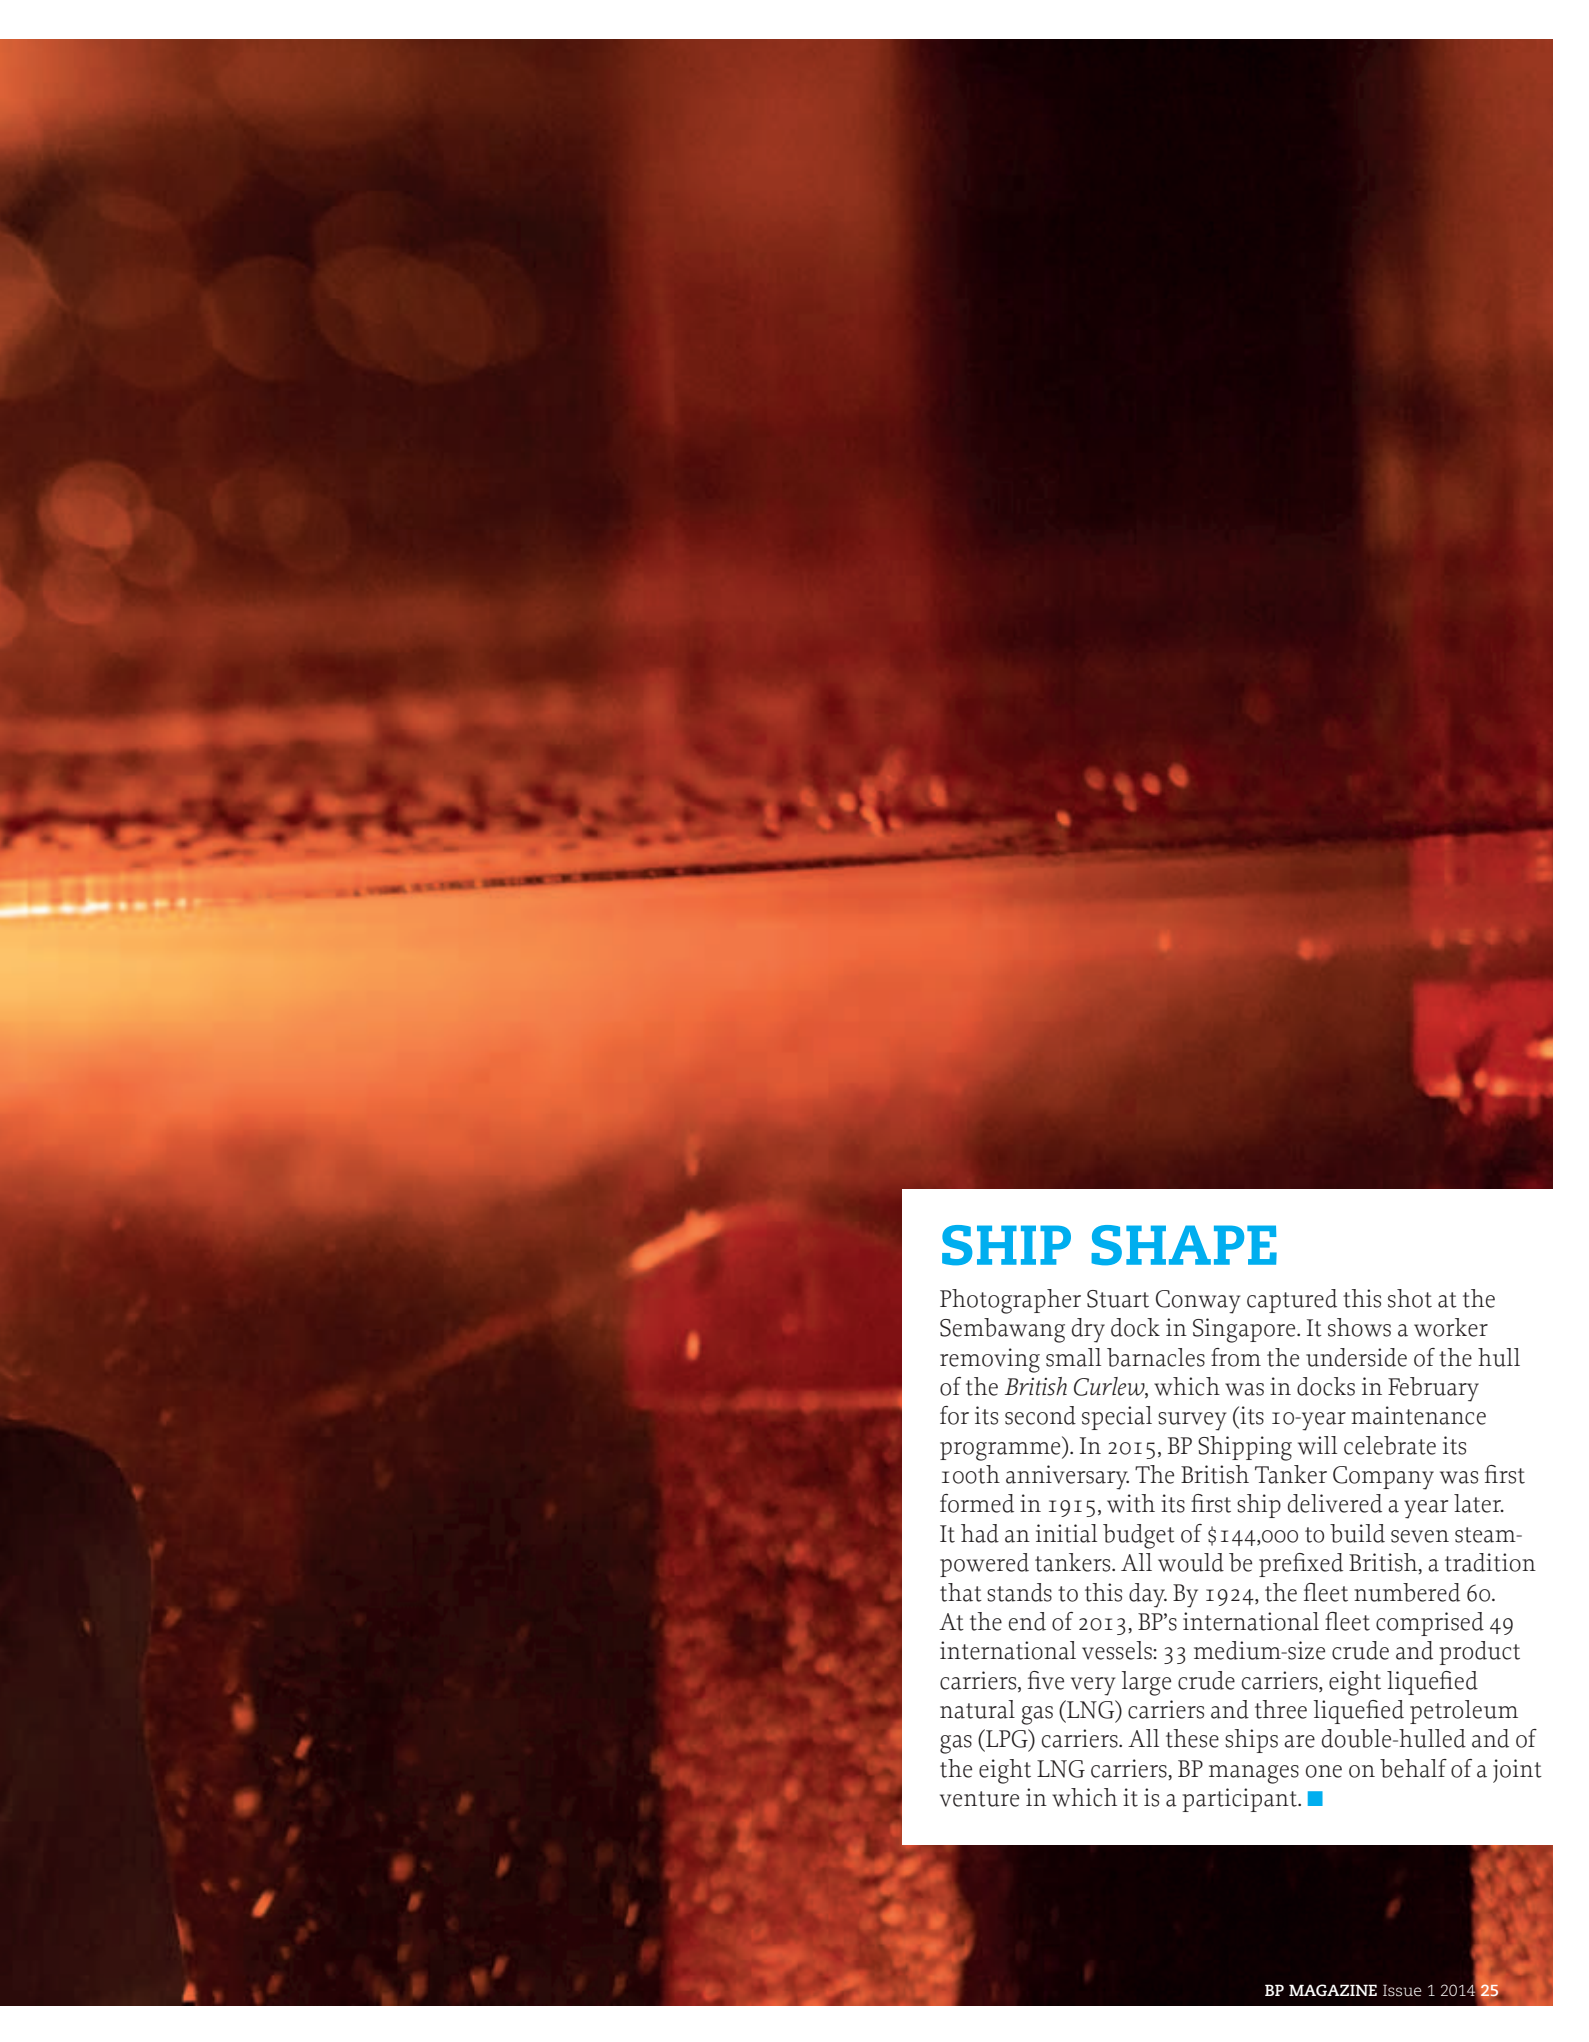 SHIP SHAPE
Photographer Stuart Conway captured this shot at the
Sembawang dry dock in Singapore. It shows a worker
removing small barnacles from the underside of the hull
of the British Curlew, which was in docks in February
for its second special survey (its 10-year maintenance
programme). In 2015, BP Shipping will celebrate its
100th anniversary. The British Tanker Company was first
formed in 1915, with its first ship delivered a year later.
It had an initial budget of $144,000 to build seven steam-
powered tankers. All would be prefixed British, a tradition
that stands to this day. By 1924, the fleet numbered 60.
At the end of 2013, BP’s international fleet comprised 49
international vessels: 33 medium-size crude and product
carriers, five very large crude carriers, eight liquefied
natural gas (LNG) carriers and three liquefied petroleum
gas (LPG) carriers. All these ships are double-hulled and of
the eight LNG carriers, BP manages one on behalf of a joint
venture in which it is a participant. ■
BP MAGAZINE Issue 1 2014 25